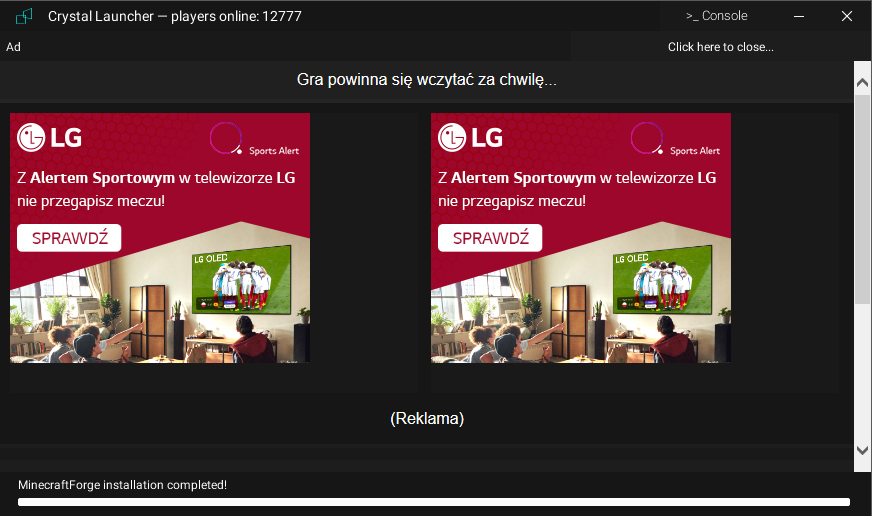 Crystal Launcher — players online: 12777
>_ Console
Ad
Click here to close...
Gra powinna się wczytać za chwilę...
LG
Sports Alert
Z Alertem Sportowym w telewizorze LG
nie przegapisz meczu!
SPRAWDŹ
LG OLED
LG
Sports Alert
Z Alertem Sportowym w telewizorze LG
nie przegapisz meczu!
SPRAWDŹ
LG OLED
(Reklama)
MinecraftForge installation completed!